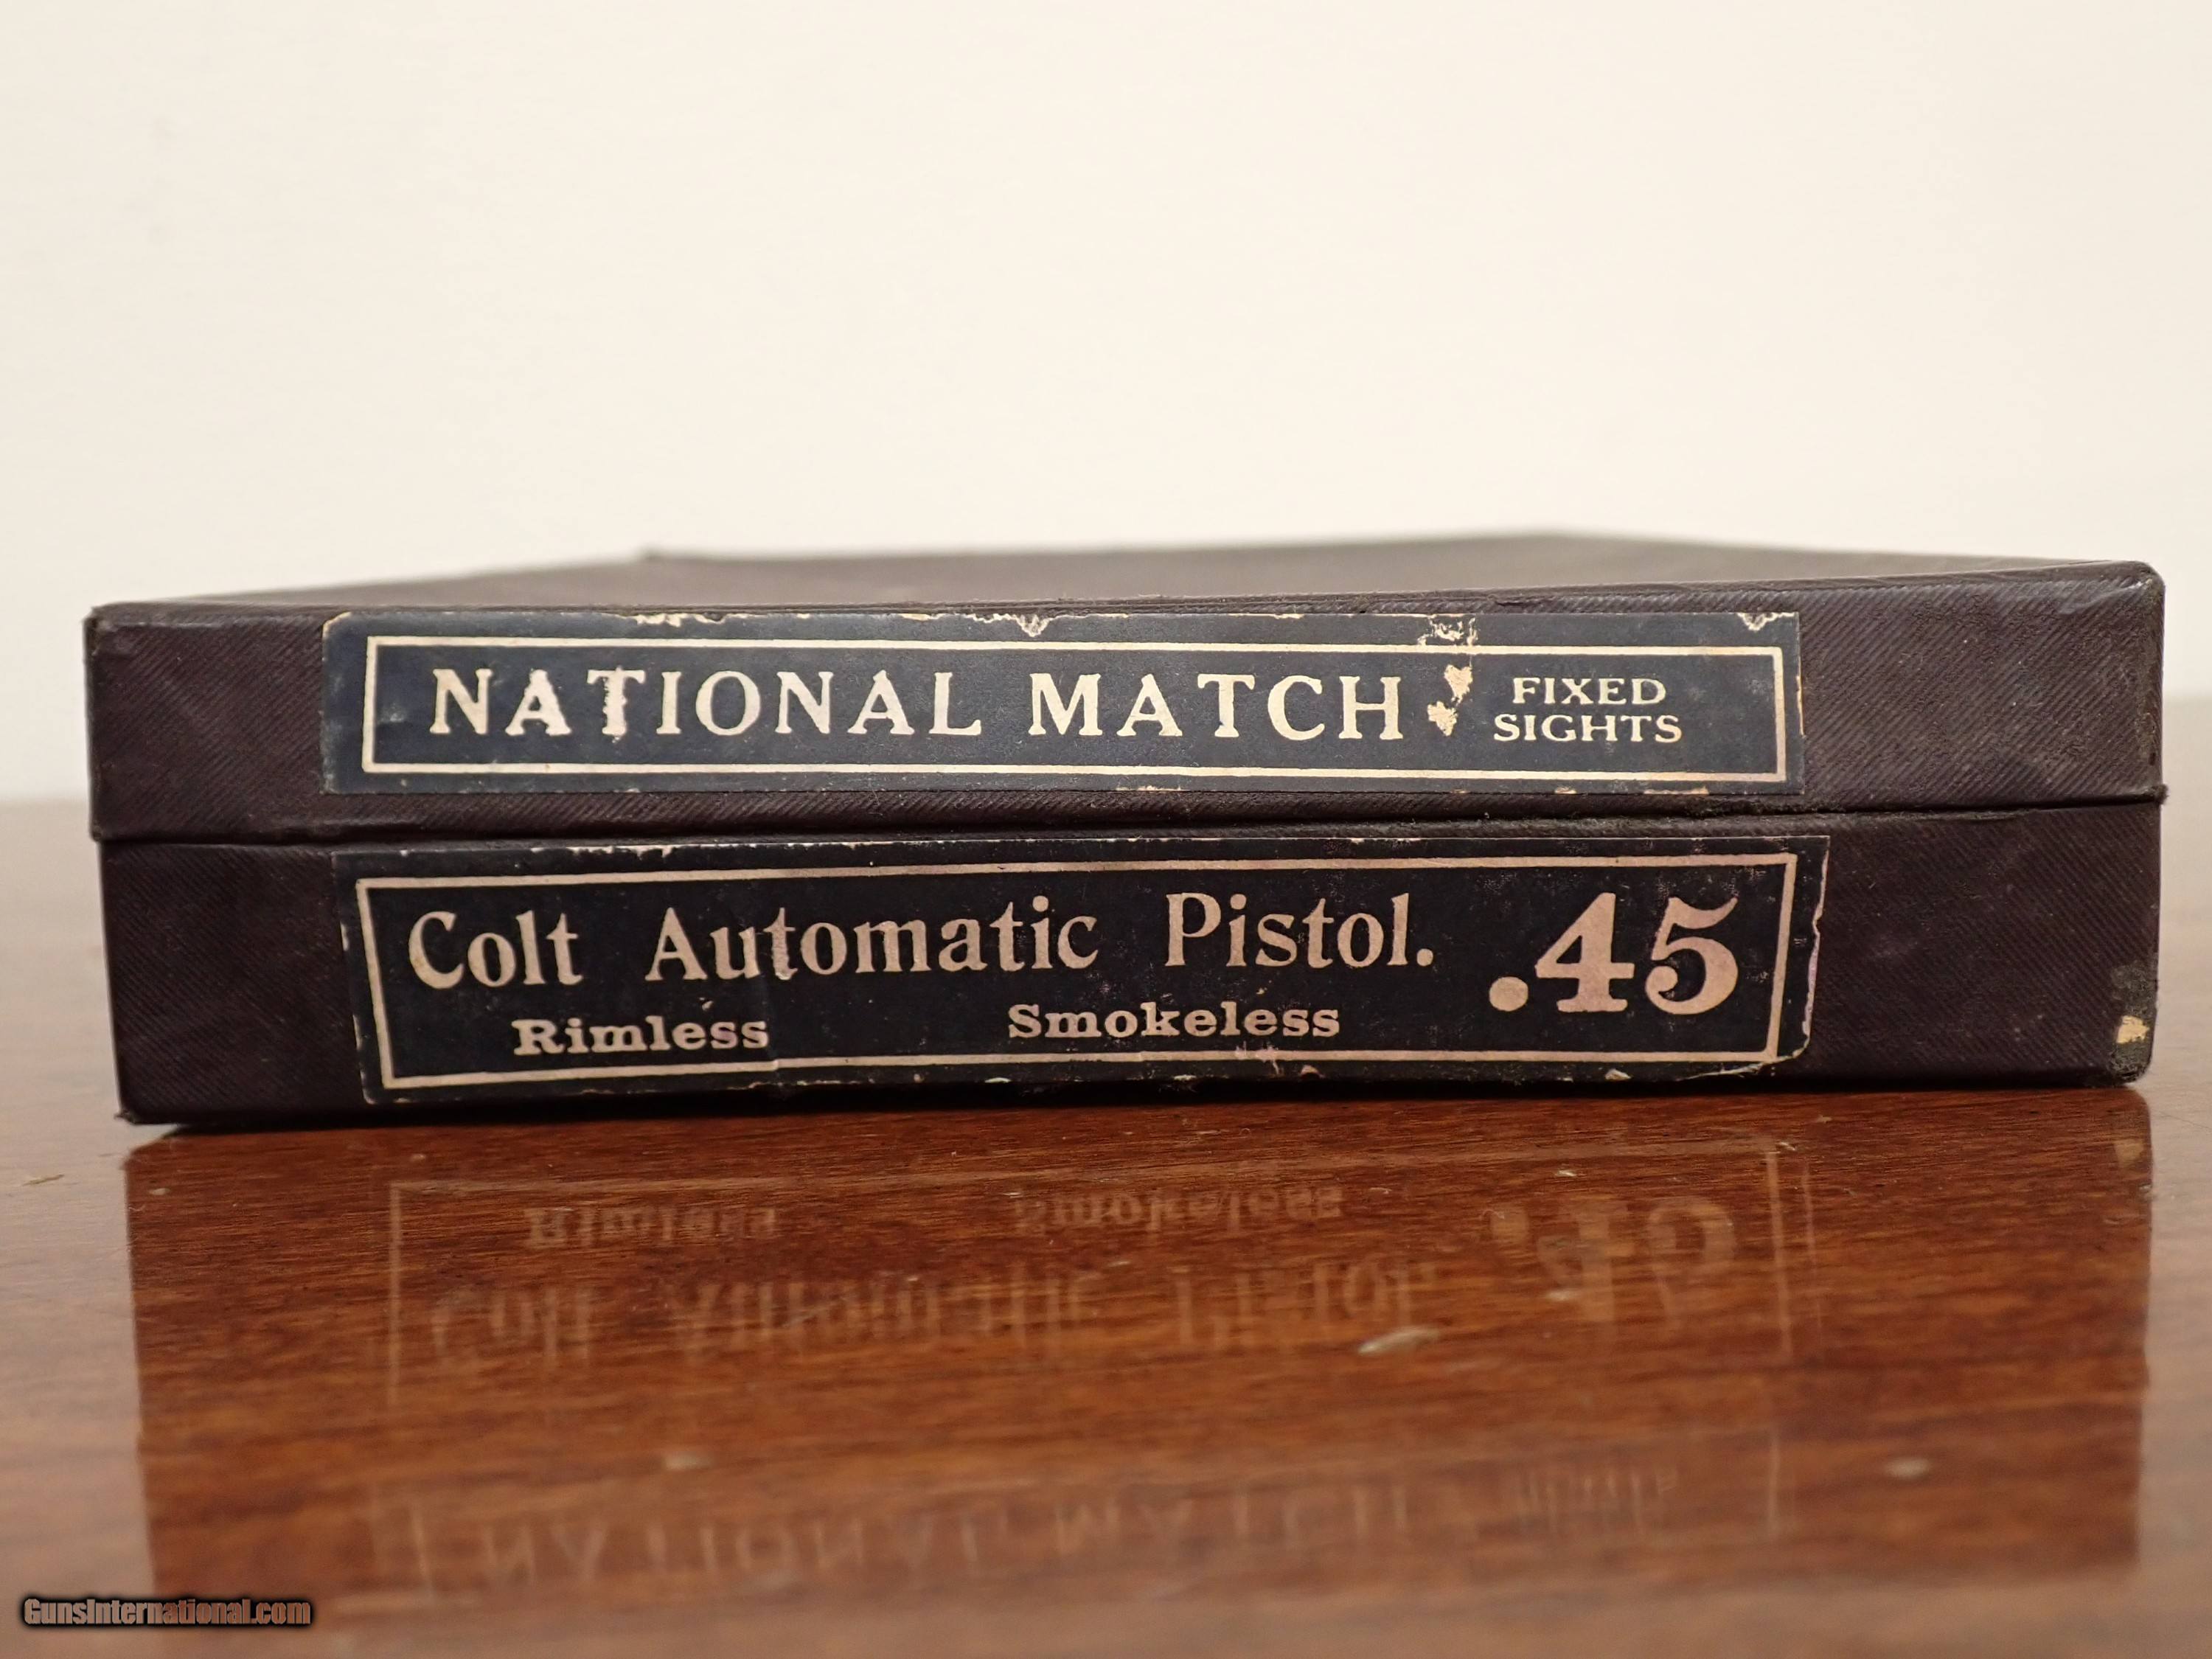 NATIONAL MATCH
FIXED
SIGHTS
Colt Automatic Pistol. .45
Rimless Smokeless
GunsInternational.com